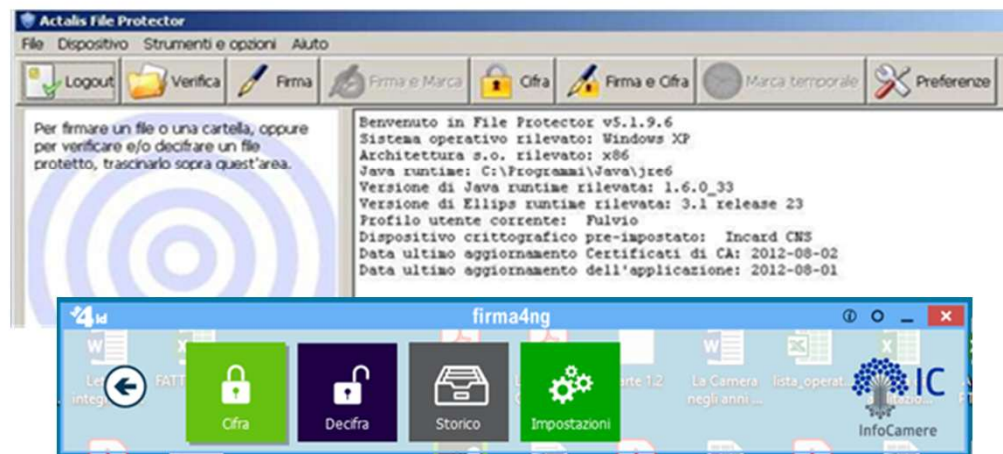 Actalis File Protector
File Dispositivo Strumenti e opzioni Aiuto
Logout Verifica Firma Firma e Marca Cifra Firma e Cifra Marca temporale Preferenze
Per firmare un file o una cartella, oppure
per verificare e/o decifrare un file
protetto, trascinarlo sopra quest'area.
Benvenuto in File Protector v5.1.9.6
Sistema operativo rilevato: Windows XP
Architettura s.o. rilevato: x86
Java runtime: C:\Programmi\Java\jre6
Versione di Java runtime rilevata: 1.6.0_33
Versione di Ellips runtime rilevata: 3.1 release 23
Profilo utente corrente: Fulvio
Dispositivo crittografico pre-impostato: Incard CNS
Data ultimo aggiornamento Certificati di CA: 2012-08-02
Data ultimo aggiornamento dell'applicazione: 2012-08-01
4id firma4ng
FATT La Camera lista_operat
negli anni ...
Cifra Decifra Storico Impostazioni
IC
InfoCamere